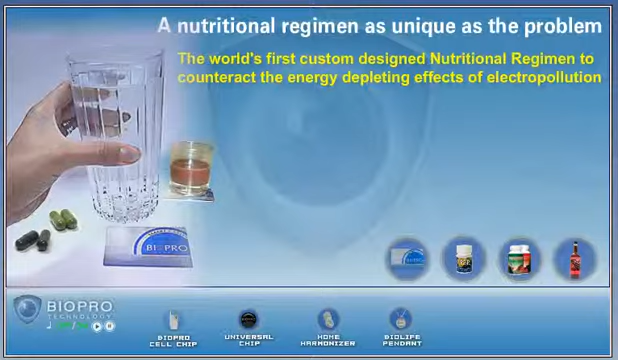 A nutritional regimen as unique as the problem
The world's first custom designed Nutritional Regimen to
counteract the energy depleting effects of electropollution
BIOPRO
BIOPRO
TECHNOLOGY
BIOPRO
CELL CHIP
UNIVERSAL
CHIP
HOME
HARMONIZER
BIOLIFE
PENDANT